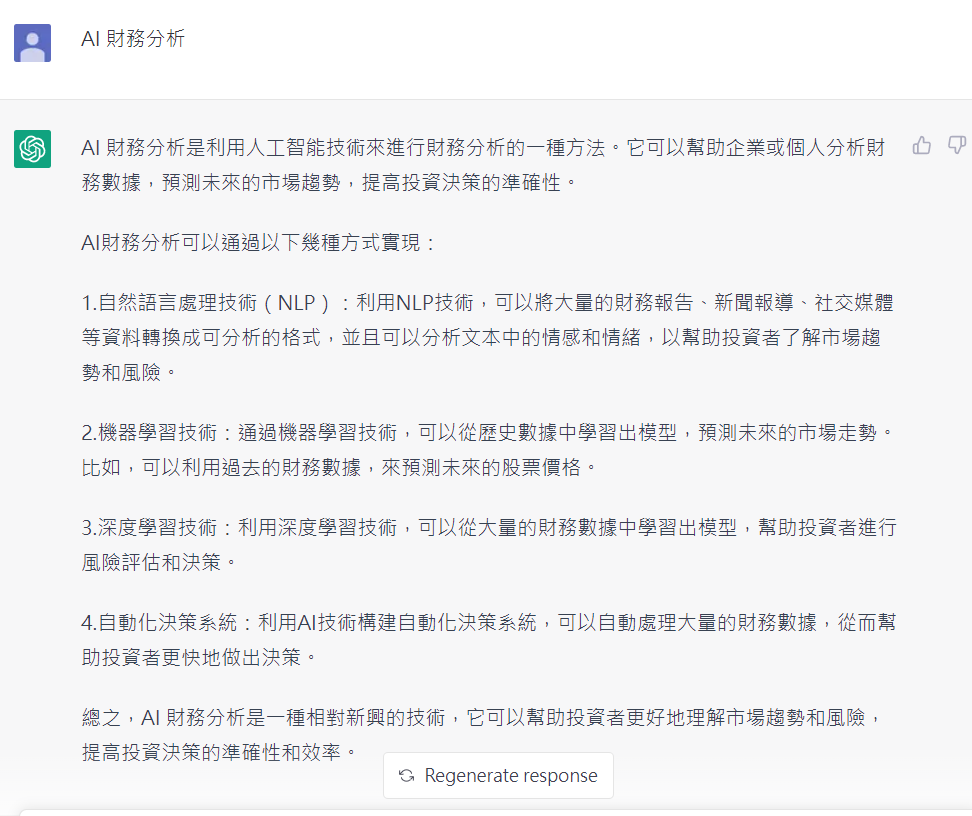 AI 財務分析
AI 財務分析是利用人工智能技術來進行財務分析的一種方法。它可以幫助企業或個人分析財
務數據，預測未來的市場趨勢，提高投資決策的準確性。
AI財務分析可以通過以下幾種方式實現：
1.自然語言處理技術（NLP）：利用NLP技術，可以將大量的財務報告、新聞報導、社交媒體
等資料轉換成可分析的格式，並且可以分析文本中的情感和情緒，以幫助投資者了解市場趨
勢和風險。
2.機器學習技術：通過機器學習技術，可以從歷史數據中學習出模型，預測未來的市場走勢。
比如，可以利用過去的財務數據，來預測未來的股票價格。
3.深度學習技術：利用深度學習技術，可以從大量的財務數據中學習出模型，幫助投資者進行
風險評估和決策。
4.自動化決策系統：利用AI技術構建自動化決策系統，可以自動處理大量的財務數據，從而幫
助投資者更快地做出決策。
總之，AI 財務分析是一種相對新興的技術，它可以幫助投資者更好地理解市場趨勢和風險，
提高投資決策的準確性和效率。
Regenerate response